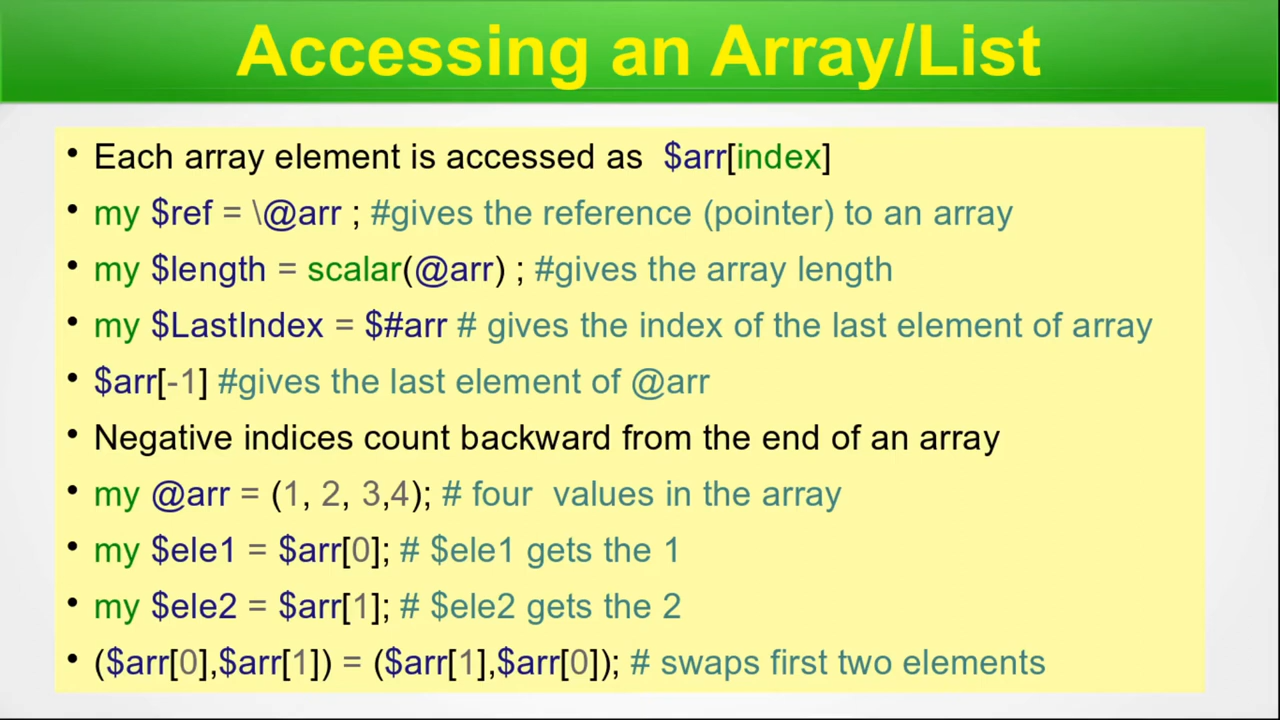 Accessing an Array/List
• Each array element is accessed as $arr[index]
• my $ref = \@arr ; #gives the reference (pointer) to an array
• my $length = scalar(@arr) ; #gives the array length
• my $LastIndex = $#arr # gives the index of the last element of array
• $arr[-1] #gives the last element of @arr
• Negative indices count backward from the end of an array
• my @arr = (1, 2, 3,4); # four  values in the array
• my $ele1 = $arr[0]; # $ele1 gets the 1
• my $ele2 = $arr[1]; # $ele2 gets the 2
• ($arr[0],$arr[1]) = ($arr[1],$arr[0]); # swaps first two elements